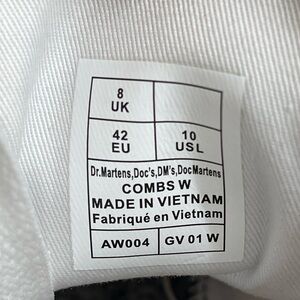 8
UK
42 10
EU USL
Dr.Martens,Doc's,DM's,DocMartens
COMBS W
MADE IN VIETNAM
Fabriqué en Vietnam
AW004 GV 01 W